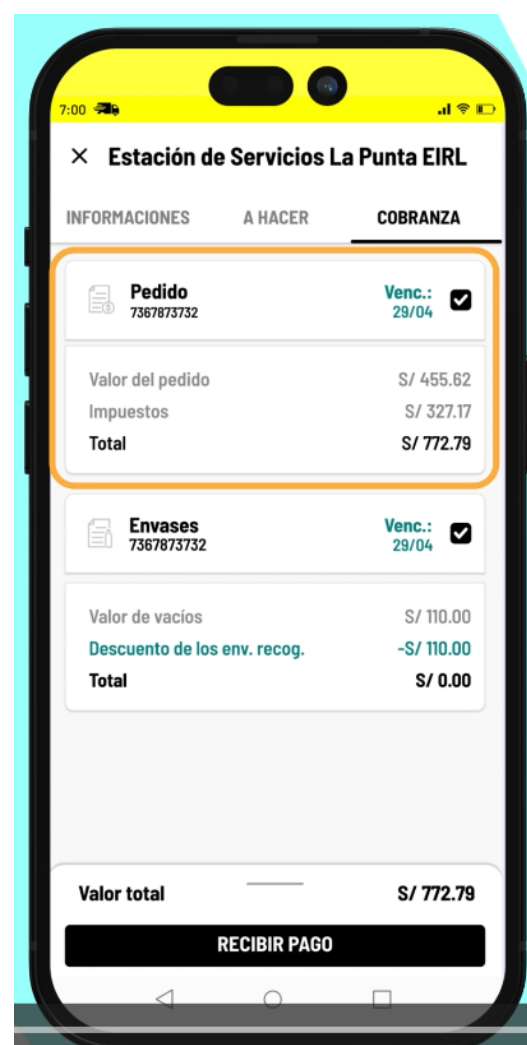 7:00
Estación de Servicios La Punta EIRL
INFORMACIONES A HACER COBRANZA
Pedido Venc.:
7367873732 29/04
Valor del pedido S/ 455.62
Impuestos S/ 327.17
Total S/ 772.79
Envases Venc.:
7367873732 29/04
Valor de vacíos S/ 110.00
Descuento de los env. recog. -S/ 110.00
Total S/ 0.00
Valor total S/ 772.79
RECIBIR PAGO